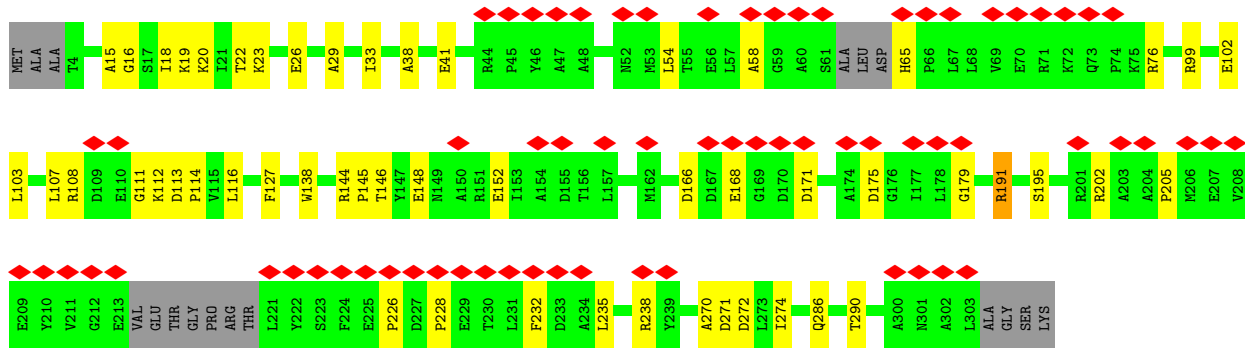 MET ALA ALA T4 A15 G16 S17 I18 K19 K20 I21 T22 K23 E26 A29 I33 A38 E41 R44 P45 Y46 A47 A48 N52 M53 L54 T55 E56 L57 A58 G59 A60 S61 ALA LEU ASP H65 P66 L67 L68 V69 E70 R71 K72 Q73 P74 K75 R76 R99 E102
L103 L107 R108 D109 E110 G111 K112 D113 P114 V115 L116 F127 W138 R144 P145 T146 Y147 E148 N149 A150 R151 E152 I153 A154 D155 T156 L157 M162 D166 D167 E168 G169 D170 D171 A174 D175 G176 I177 L178 G179 R191 S195 R201 R202 A203 A204 P205 M206 E207 V208
E209 Y210 V211 G212 E213 VAL GLU THR GLY PRO ARG THR L221 Y222 S223 F224 E225 P226 D227 P228 E229 T230 L231 F232 D233 A234 L235 R238 Y239 A270 D271 D272 L273 I274 Q286 T290 A300 N301 A302 L303 ALA GLY SER LYS